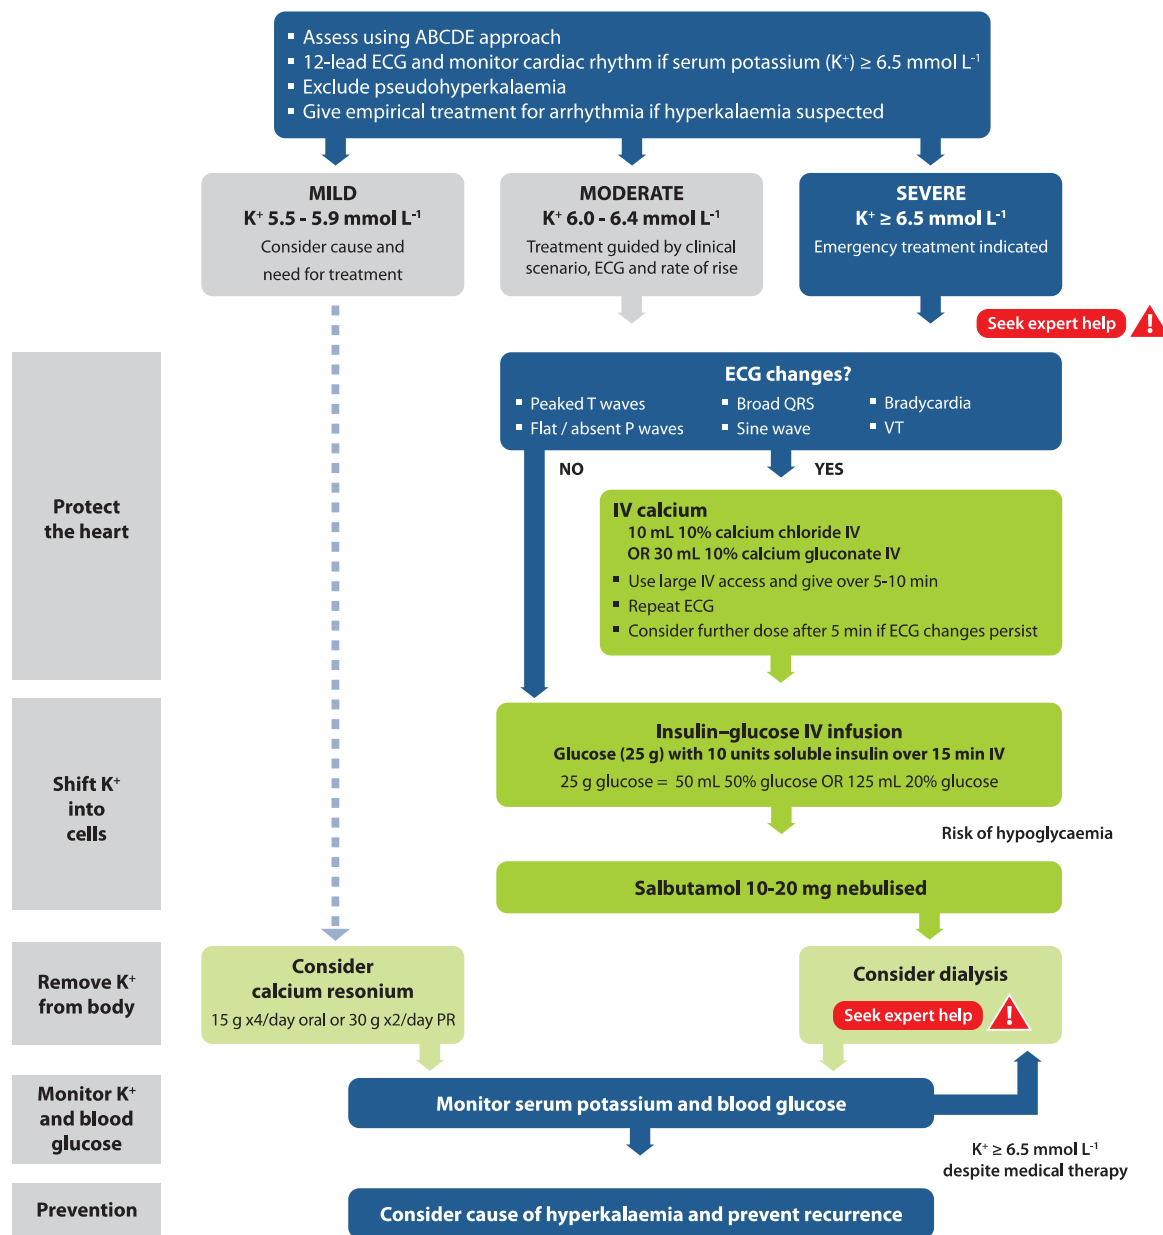 ▪ Assess using ABCDE approach
▪ 12-lead ECG and monitor cardiac rhythm if serum potassium (K⁺) ≥ 6.5 mmol L⁻¹
▪ Exclude pseudohyperkalaemia
▪ Give empirical treatment for arrhythmia if hyperkalaemia suspected
MILD
K⁺ 5.5 - 5.9 mmol L⁻¹
Consider cause and
need for treatment
MODERATE
K⁺ 6.0 - 6.4 mmol L⁻¹
Treatment guided by clinical
scenario, ECG and rate of rise
SEVERE
K⁺ ≥ 6.5 mmol L⁻¹
Emergency treatment indicated
Seek expert help
Protect
the heart
ECG changes?
▪ Peaked T waves
▪ Flat / absent P waves
▪ Broad QRS
▪ Sine wave
▪ Bradycardia
▪ VT
NO
YES
IV calcium
10 mL 10% calcium chloride IV
OR 30 mL 10% calcium gluconate IV
▪ Use large IV access and give over 5-10 min
▪ Repeat ECG
▪ Consider further dose after 5 min if ECG changes persist
Shift K⁺
into
cells
Insulin–glucose IV infusion
Glucose (25 g) with 10 units soluble insulin over 15 min IV
25 g glucose = 50 mL 50% glucose OR 125 mL 20% glucose
Risk of hypoglycaemia
Salbutamol 10-20 mg nebulised
Remove K⁺
from body
Consider
calcium resonium
15 g x4/day oral or 30 g x2/day PR
Consider dialysis
Seek expert help
Monitor K⁺
and blood
glucose
Monitor serum potassium and blood glucose
K⁺ ≥ 6.5 mmol L⁻¹
despite medical therapy
Prevention
Consider cause of hyperkalaemia and prevent recurrence